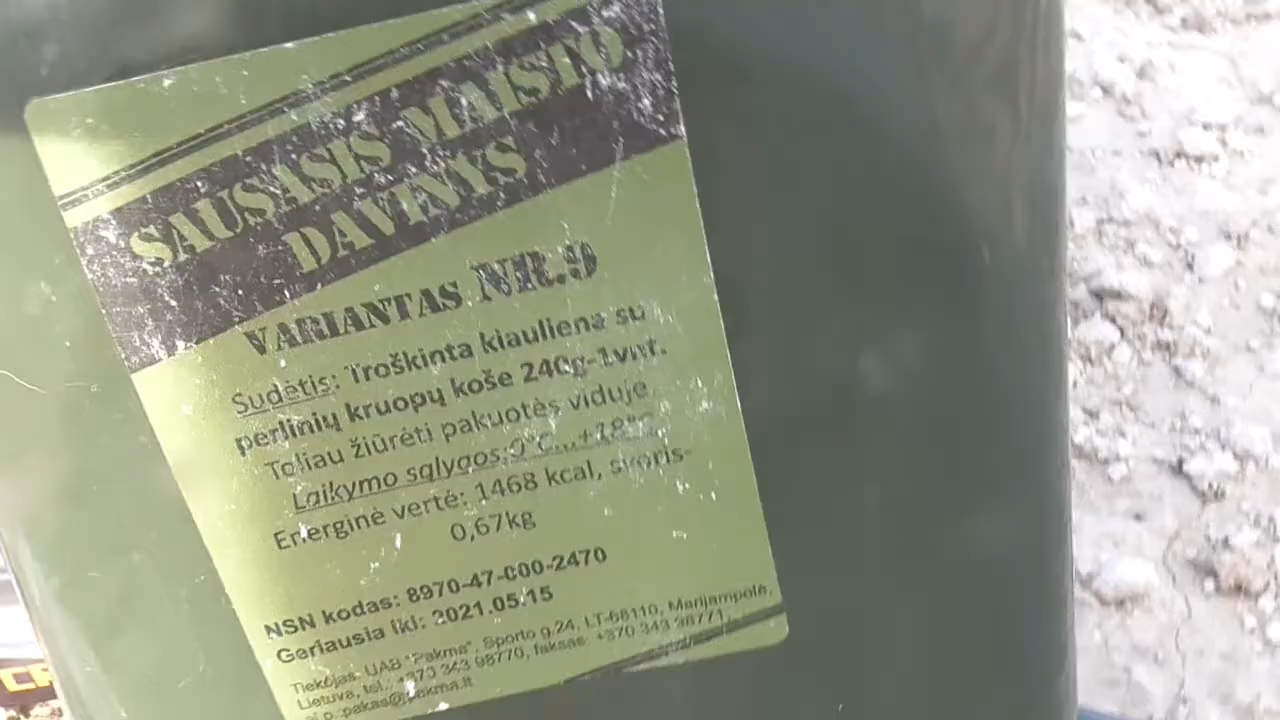 SAUSASIS MAISTO
DAVINYS
VARIANTAS NR.9
Sudėtis: Troškinta kiauliena su
perlinių kruopų koše 240g-1vnt.
Toliau žiūrėti pakuotės viduje
Laikymo sąlygos:0°C...+18°C
Energinė vertė: 1468 kcal, svoris-
0,67kg
NSN kodas: 8970-47-000-2470
Geriausia iki: 2021.05.15
Tiekėjas: UAB "Pakma", Sporto g.24, LT-68110, Marijampolė,
Lietuva, tel.: +370 343 98770, faksas: +370 343 98771,
el.p. pakas@pakma.lt